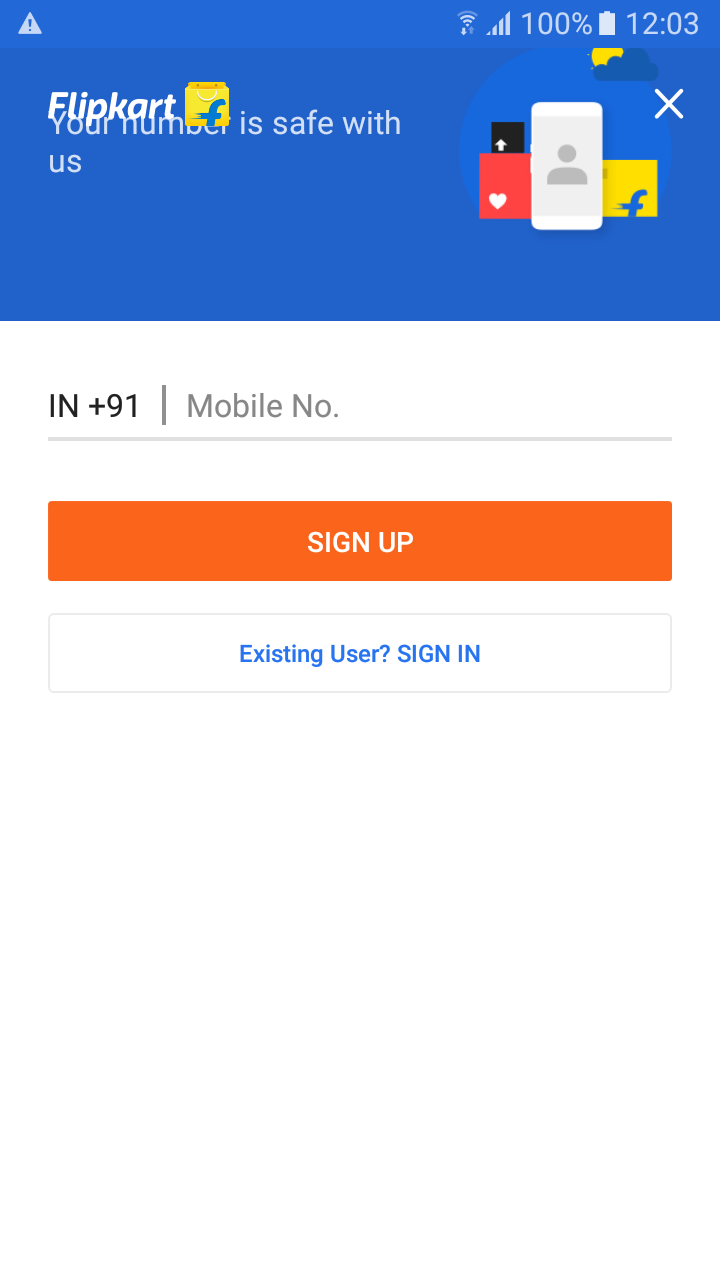 100% 12:03
Flipkart
Your number is safe with
us
IN +91 Mobile No.
SIGN UP
Existing User? SIGN IN